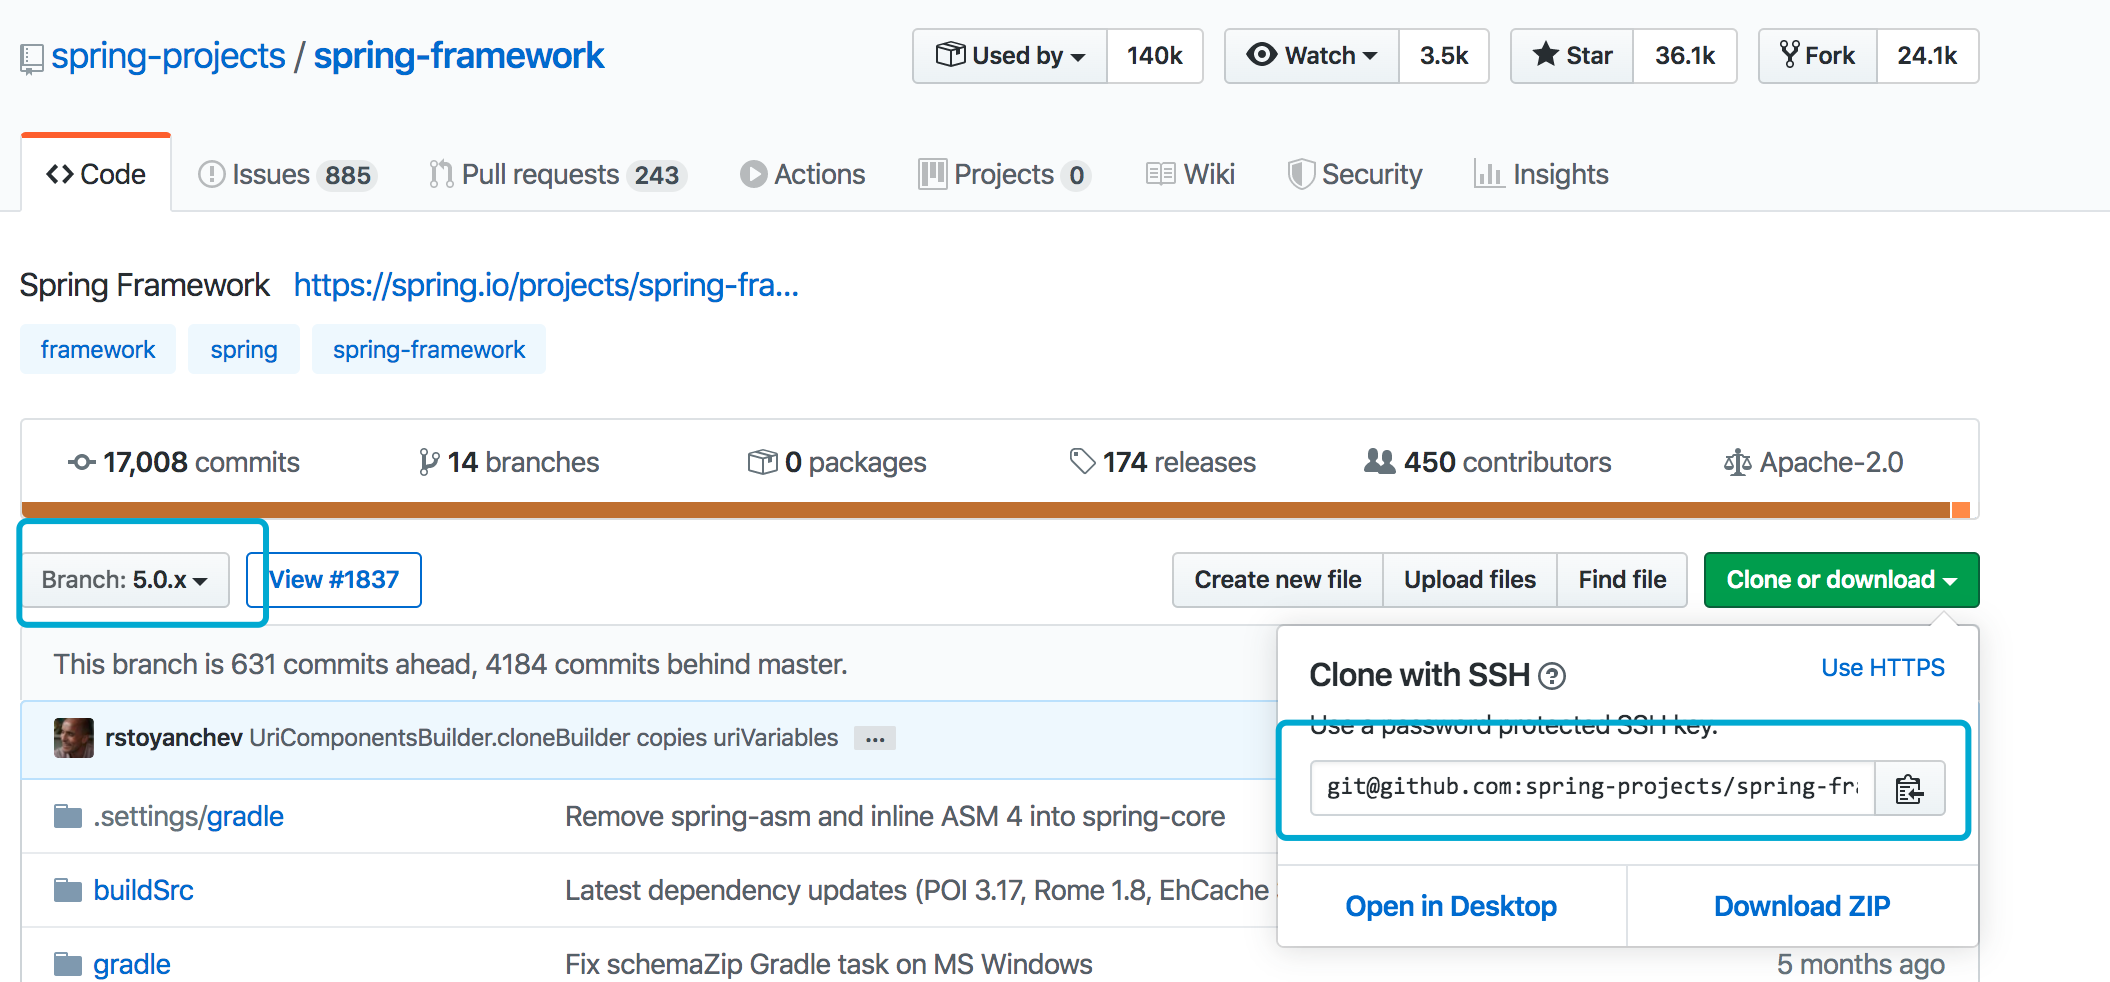 spring-projects / spring-framework
Used by 140k Watch 3.5k Star 36.1k Fork 24.1k
Code Issues 885 Pull requests 243 Actions Projects 0 Wiki Security Insights
Spring Framework https://spring.io/projects/spring-fra...
framework spring spring-framework
17,008 commits 14 branches 0 packages 174 releases 450 contributors Apache-2.0
Branch: 5.0.x View #1837 Create new file Upload files Find file Clone or download
This branch is 631 commits ahead, 4184 commits behind master.
Clone with SSH ? Use HTTPS
Use a password protected SSH key.
rstoyanchev UriComponentsBuilder.cloneBuilder copies uriVariables ...
git@github.com:spring-projects/spring-fra
.settings/gradle Remove spring-asm and inline ASM 4 into spring-core
buildSrc Latest dependency updates (POI 3.17, Rome 1.8, EhCache
Open in Desktop Download ZIP
gradle Fix schemaZip Gradle task on MS Windows 5 months ago